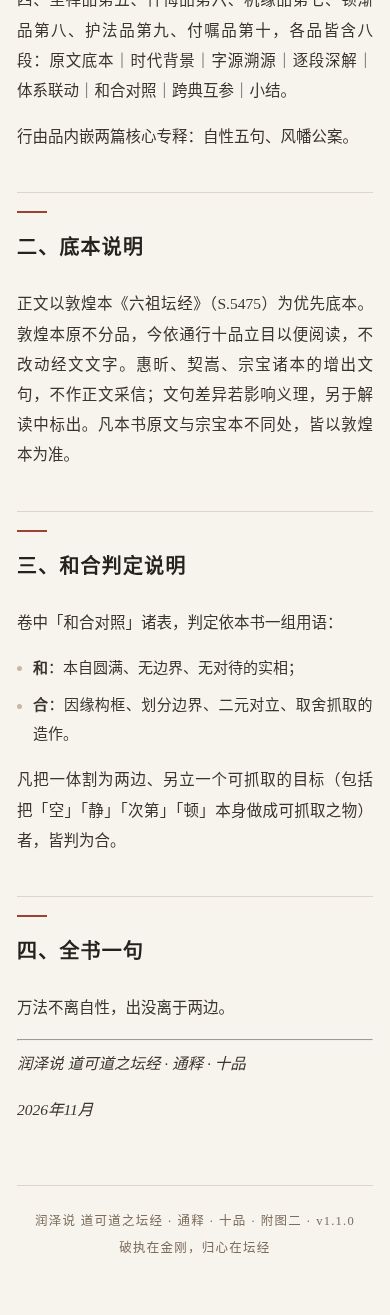 四、坐禅品第五、忏悔品第六、机缘品第七、顿渐
品第八、护法品第九、付嘱品第十，各品皆含八
段：原文底本｜时代背景｜字源溯源｜逐段深解｜
体系联动｜和合对照｜跨典互参｜小结。
行由品内嵌两篇核心专释：自性五句、风幡公案。
二、底本说明
正文以敦煌本《六祖坛经》（S.5475）为优先底本。
敦煌本原不分品，今依通行十品立目以便阅读，不
改动经文文字。惠昕、契嵩、宗宝诸本的增出文
句，不作正文采信；文句差异若影响义理，另于解
读中标出。凡本书原文与宗宝本不同处，皆以敦煌
本为准。
三、和合判定说明
卷中「和合对照」诸表，判定依本书一组用语：
和：本自圆满、无边界、无对待的实相；
合：因缘构框、划分边界、二元对立、取舍抓取的
造作。
凡把一体割为两边、另立一个可抓取的目标（包括
把「空」「静」「次第」「顿」本身做成可抓取之物）
者，皆判为合。
四、全书一句
万法不离自性，出没离于两边。
润泽说 道可道之坛经 · 通释 · 十品
2026年11月
润泽说 道可道之坛经 · 通释 · 十品 · 附图二 · v1.1.0
破执在金刚，归心在坛经